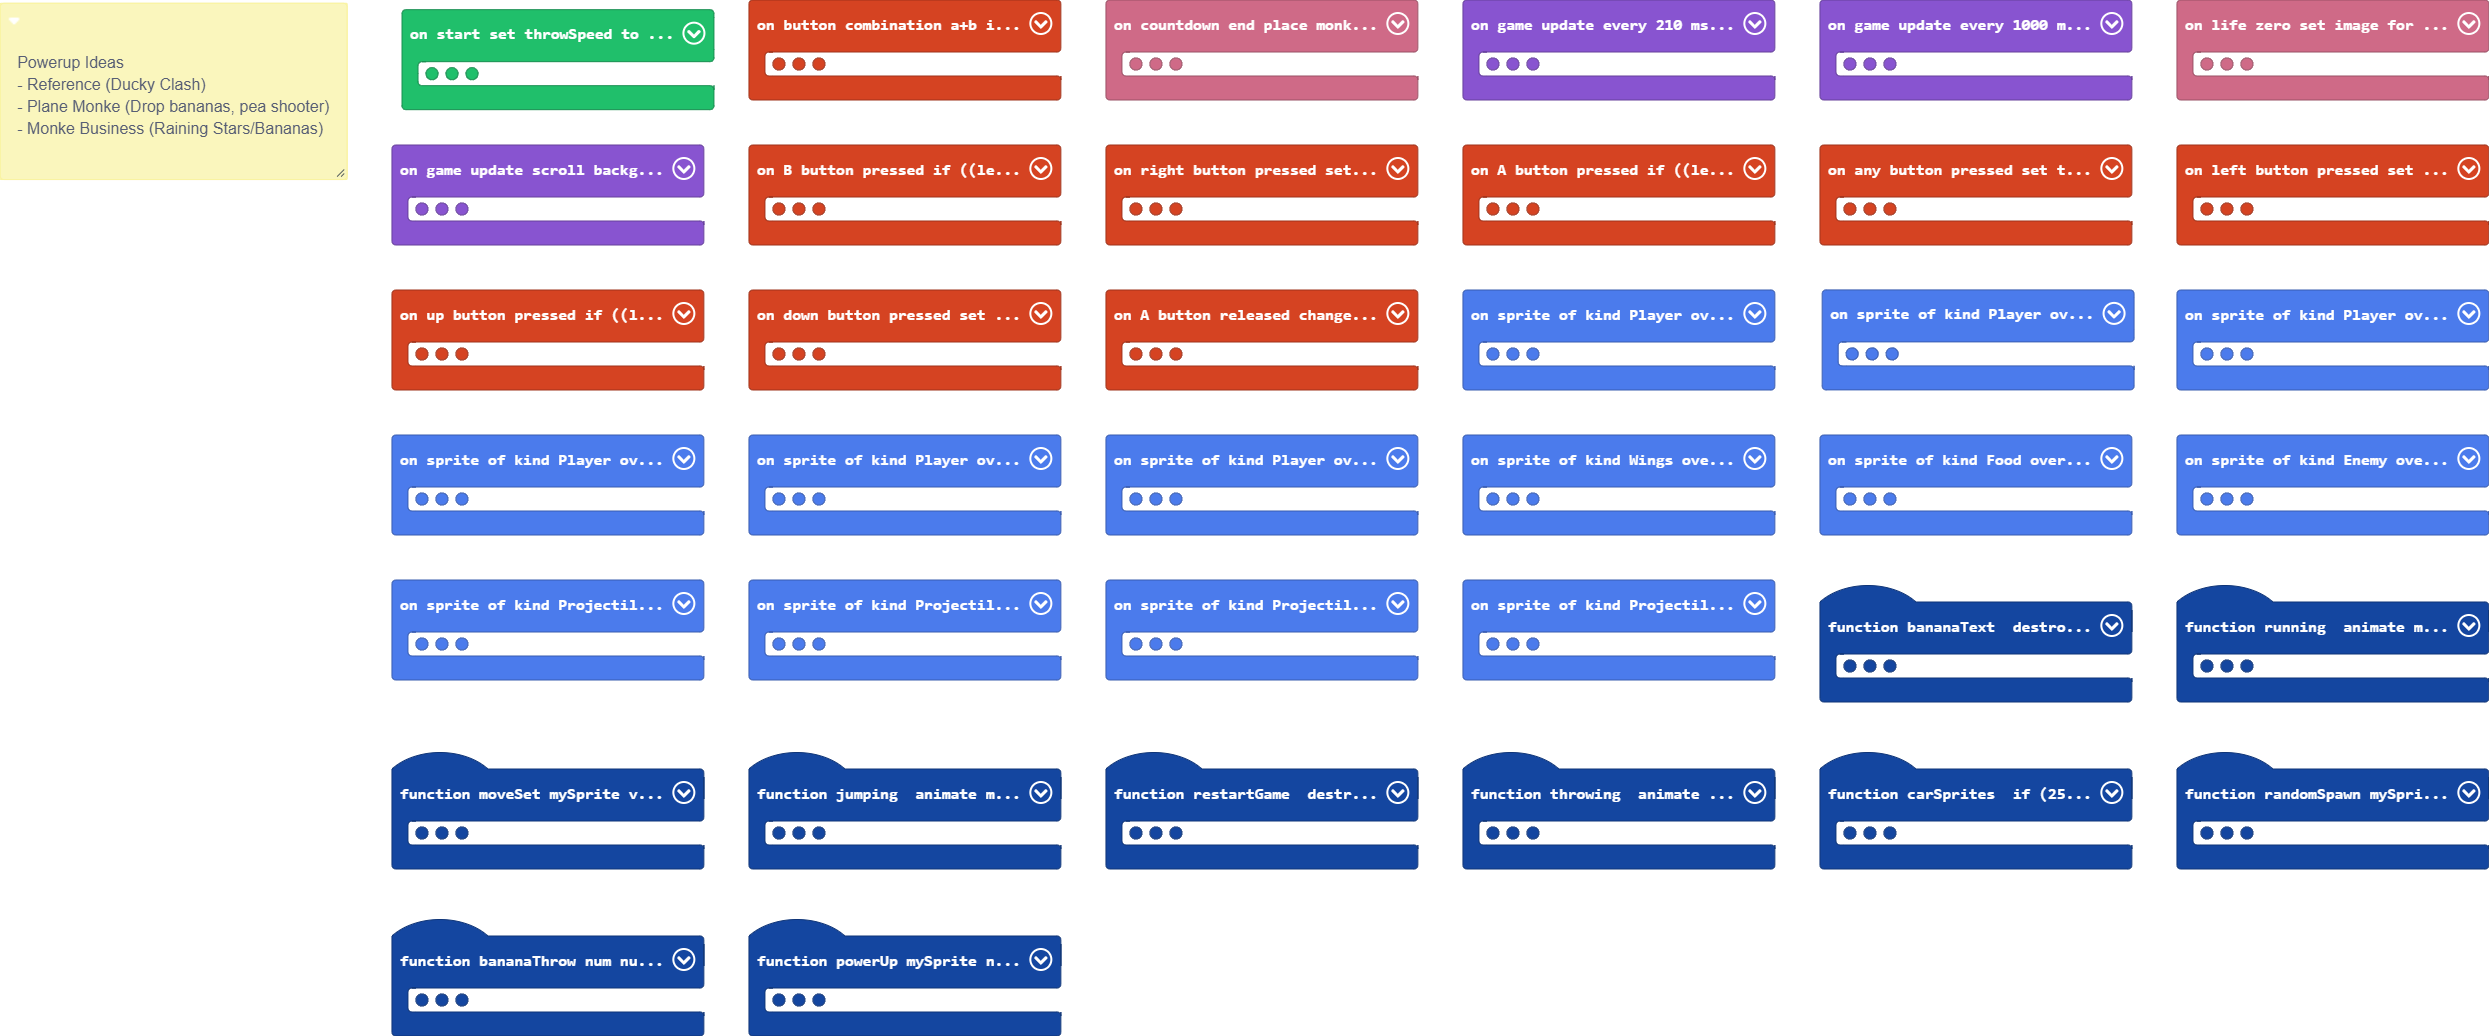 Powerup Ideas
- Reference (Ducky Clash)
- Plane Monke (Drop bananas, pea shooter)
- Monke Business (Raining Stars/Bananas)
on start set throwSpeed to ...
on button combination a+b i...
on countdown end place monk...
on game update every 210 ms...
on game update every 1000 m...
on life zero set image for ...
on game update scroll backg...
on B button pressed if ((le...
on right button pressed set...
on A button pressed if ((le...
on any button pressed set t...
on left button pressed set ...
on up button pressed if ((l...
on down button pressed set ...
on A button released change...
on sprite of kind Player ov...
on sprite of kind Player ov...
on sprite of kind Player ov...
on sprite of kind Player ov...
on sprite of kind Player ov...
on sprite of kind Player ov...
on sprite of kind Wings ove...
on sprite of kind Food over...
on sprite of kind Enemy ove...
on sprite of kind Projectil...
on sprite of kind Projectil...
on sprite of kind Projectil...
on sprite of kind Projectil...
function bananaText  destro...
function running  animate m...
function moveSet mySprite v...
function jumping  animate m...
function restartGame  destr...
function throwing  animate ...
function carSprites  if (25...
function randomSpawn mySpri...
function bananaThrow num nu...
function powerUp mySprite n...